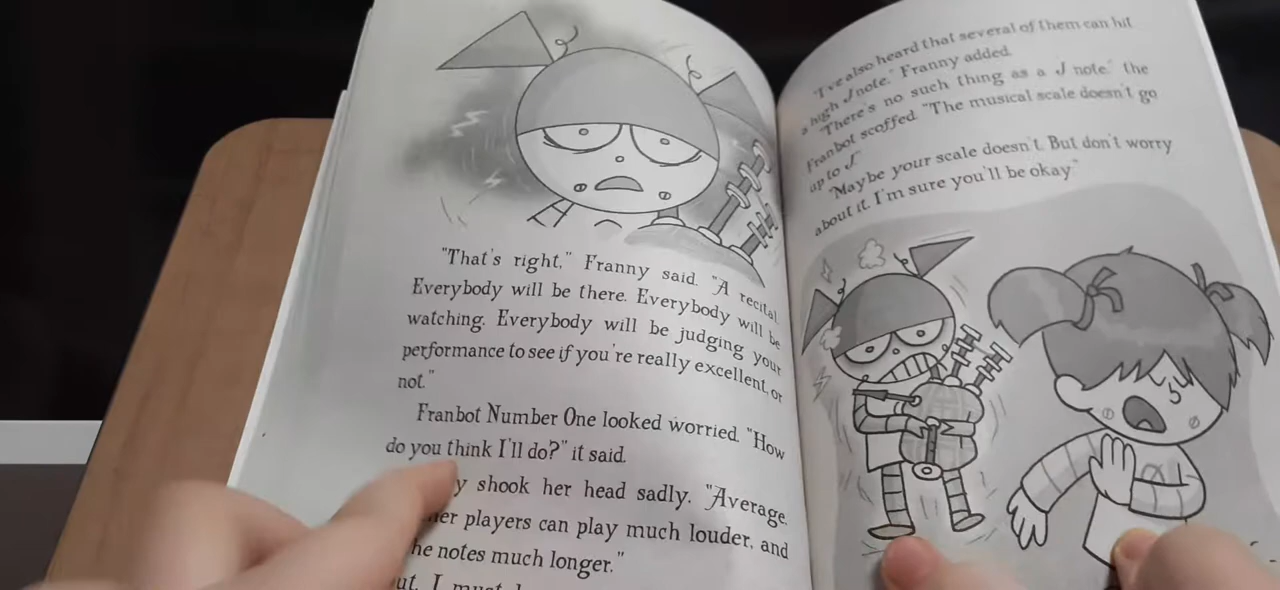 "That's right," Franny said. "A recital.
Everybody will be there. Everybody will be
watching. Everybody will be judging your
performance to see if you're really excellent, or
not."
Franbot Number One looked worried. "How
do you think I'll do?" it said.
shook her head sadly. "Average.
players can play much louder, and
notes much longer."
I must
"I've also heard that several of them can hit
a high J note," Franny added.
"There's no such thing as a J note," the
Franbot scoffed. "The musical scale doesn't go
up to J."
"Maybe your scale doesn't. But don't worry
about it. I'm sure you'll be okay."